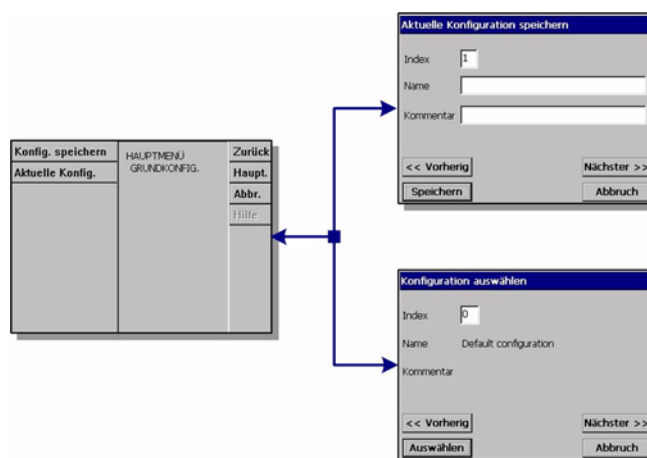 Konfig. speichern
Aktuelle Konfig.
HAUPTMENÜ
GRUNDKONFIG.
Zurück
Haupt.
Abbr.
Hilfe
Aktuelle Konfiguration speichern
Index 1
Name
Kommentar
<< Vorherig Nächster >>
Speichern Abbruch
Konfiguration auswählen
Index 0
Name Default configuration
Kommentar
<< Vorherig Nächster >>
Auswählen Abbruch